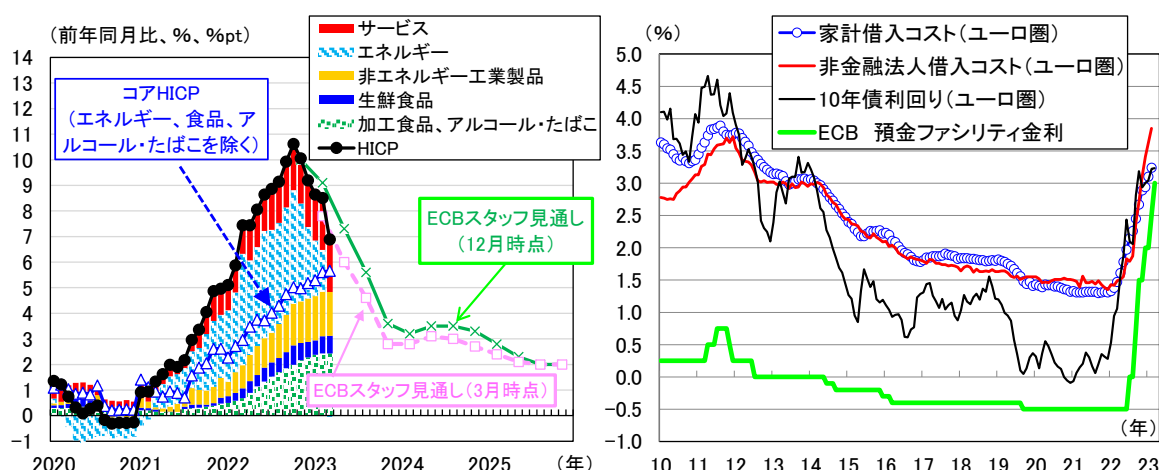 (前年同月比、%、%pt)
14
13
12
11
10
9
8
7
6
5
4
3
2
1
0
-1
2020
2021
2022
2023
2024
2025
(年)
サービス
エネルギー
非エネルギー工業製品
生鮮食品
加工食品、アルコール・たばこ
HICP
コアHICP
(エネルギー、食品、ア
ルコール・たばこを除く)
ECBスタッフ見通し
(12月時点)
ECBスタッフ見通し(3月時点)
(%)
5.0
4.5
4.0
3.5
3.0
2.5
2.0
1.5
1.0
0.5
0.0
-0.5
-1.0
10
11
12
13
14
15
16
17
18
19
20
21
22
23
(年)
家計借入コスト(ユーロ圏)
非金融法人借入コスト(ユーロ圏)
10年債利回り(ユーロ圏)
ECB 預金ファシリティ金利